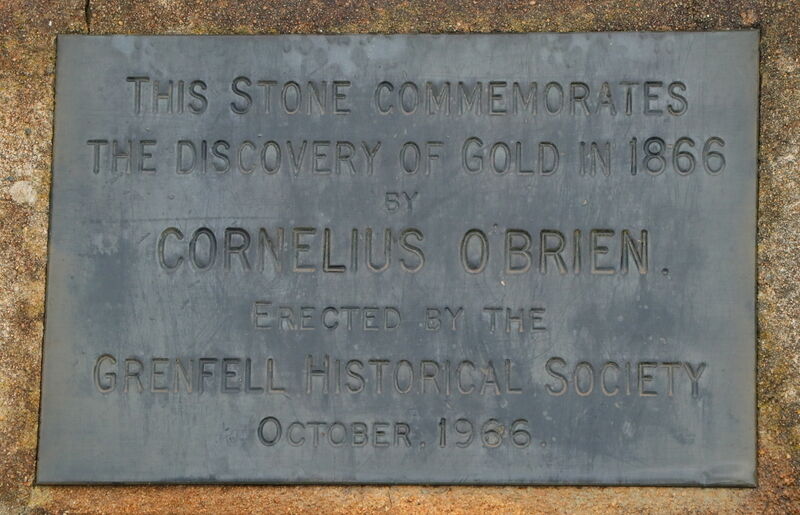 THIS STONE COMMEMORATES
THE DISCOVERY OF GOLD IN 1866
BY
CORNELIUS O'BRIEN.
ERECTED BY THE
GRENFELL HISTORICAL SOCIETY
OCTOBER. 1966.